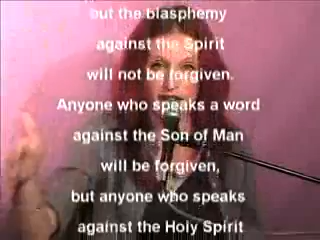 but the blasphemy
against the Spirit
will not be forgiven.
Anyone who speaks a word
against the Son of Man
will be forgiven,
but anyone who speaks
against the Holy Spirit